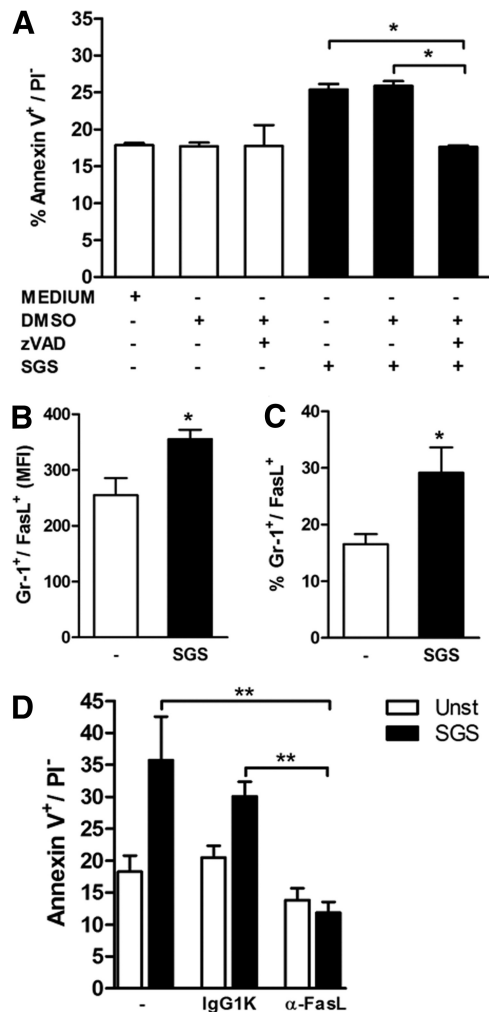 A
% Annexin V+ / PI-
35
30
25
20
15
10
5
0
* 
*
MEDIUM + - - - - -
DMSO - + + - + +
zVAD - - + - - +
SGS - - - + + +
B
Gr-1+/ FasL+ (MFI)
400
300
200
100
0
*
- SGS
C
% Gr-1+/ FasL+
40
30
20
10
0
*
- SGS
D
Annexin V+/ PI-
45
40
35
30
25
20
15
10
5
0
**
**
Unst
SGS
- IgG1K α-FasL